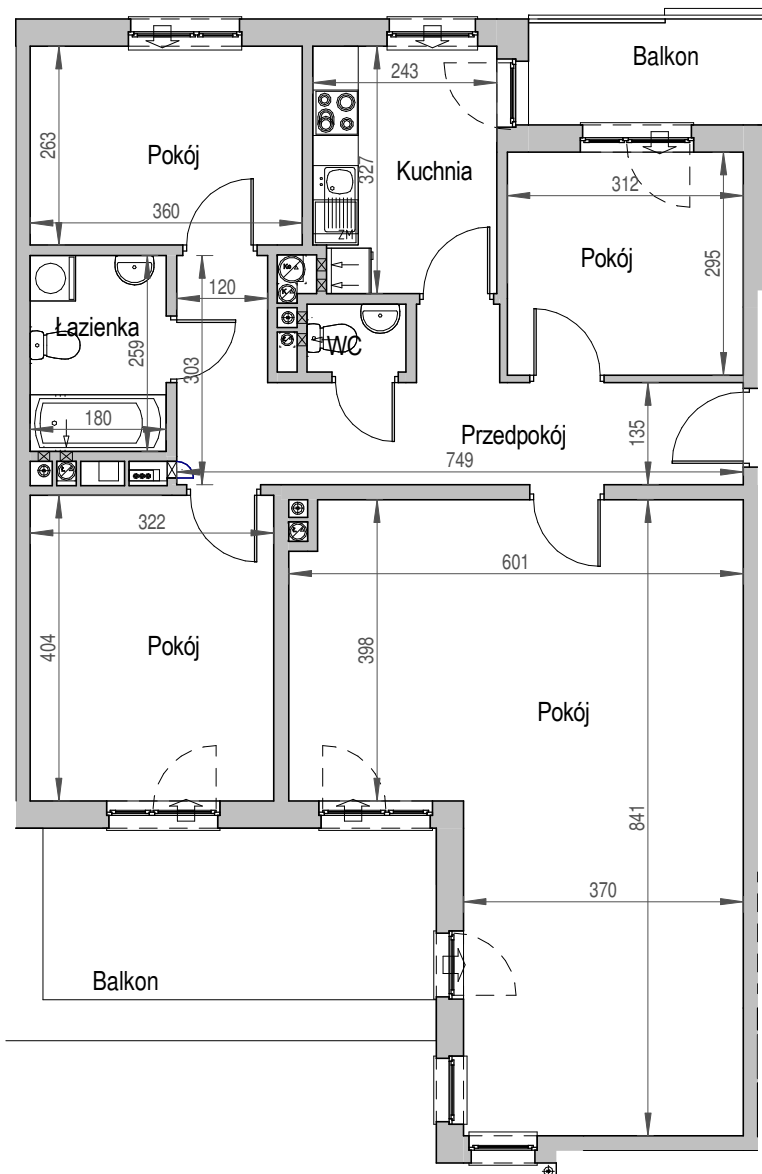 Balkon
243
263
Pokój
327
Kuchnia
312
360
Pokój
295
ZM
120
Łazienka
259
303
WC
180
Przedpokój
135
749
322
601
404
Pokój
398
Pokój
841
370
Balkon